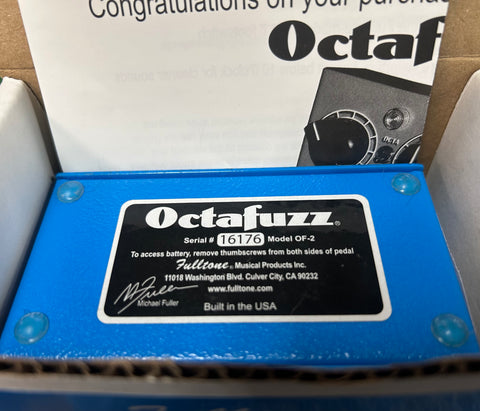 Congratulations on your purcha
Octaf
OCTA
Octafuzz®
Serial # 16176 Model OF-2
To access battery, remove thumbscrews from both sides of pedal
Fulltone® Musical Products Inc.
11018 Washington Blvd. Culver City, CA 90232
www.fulltone.com
Michael Fuller
Built in the USA